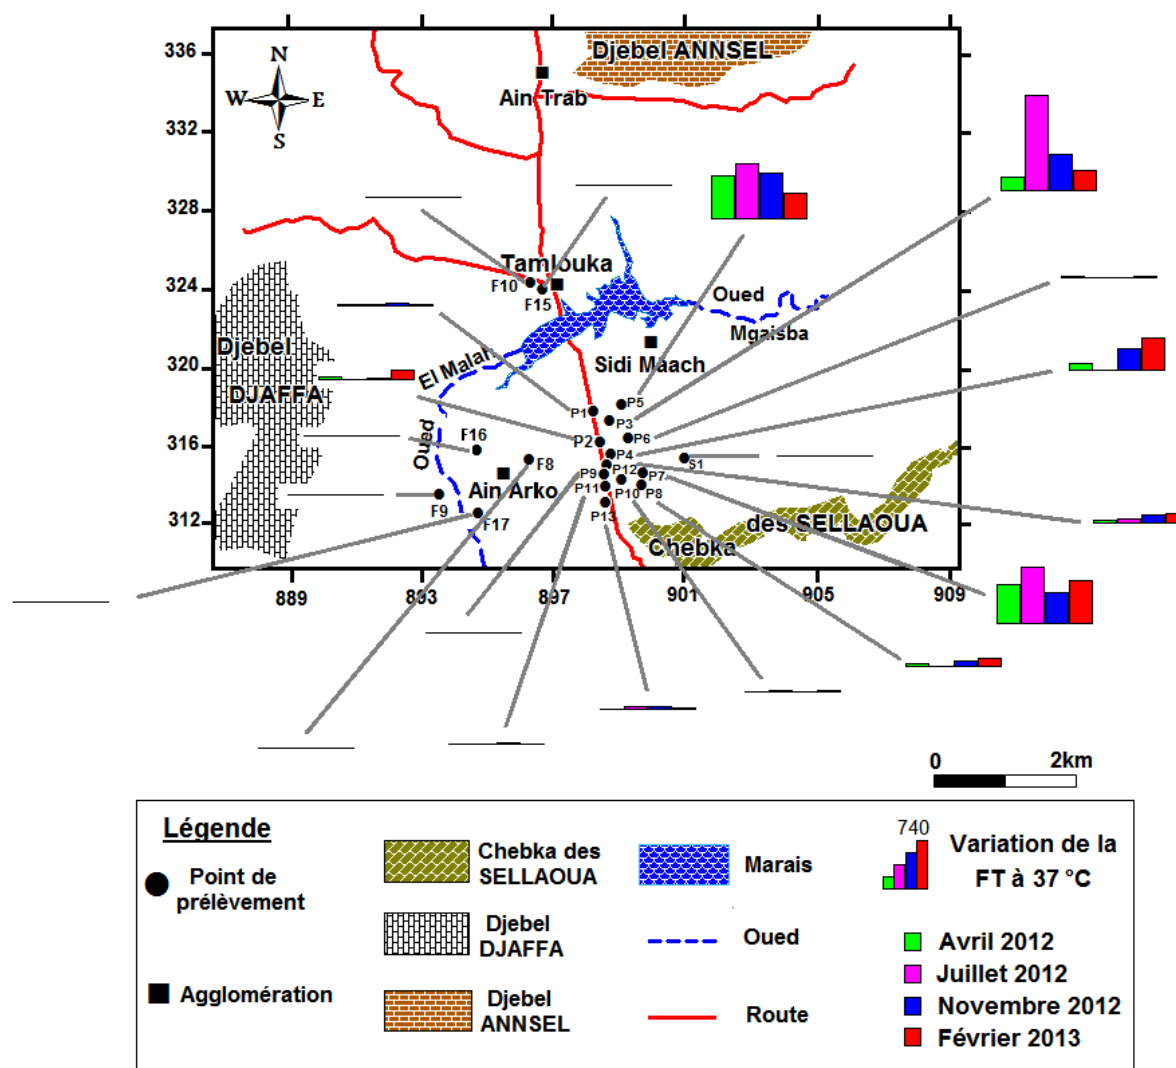 336
332
328
324
320
316
312
889
893
897
901
905
909
N
W
E
S
Djebel ANNSEL
Ain Trab
Tamlouka
F10
F15
Oued
Mgaisba
Sidi Maach
El Malah
Oued
Djebel
DJAFFA
P1
P5
P3
P2
P6
P4
P12
P9
P7
P11
P10
P8
P13
S1
F16
F8
Ain Arko
F9
F17
des SELLAOUA
Chebka
0 2km
Légende
Point de
prélèvement
Agglomération
Chebka des
SELLAOUA
Djebel
DJAFFA
Djebel
ANNSEL
Marais
Oued
Route
740
Variation de la
FT à 37 °C
Avril 2012
Juillet 2012
Novembre 2012
Février 2013